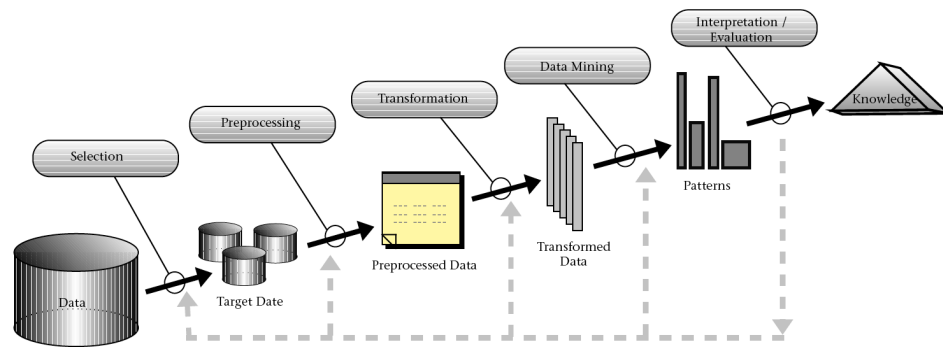 Interpretation /
Evaluation
Data Mining
Transformation
Preprocessing
Selection
Data
Target Date
Preprocessed Data
Transformed
Data
Patterns
Knowledge